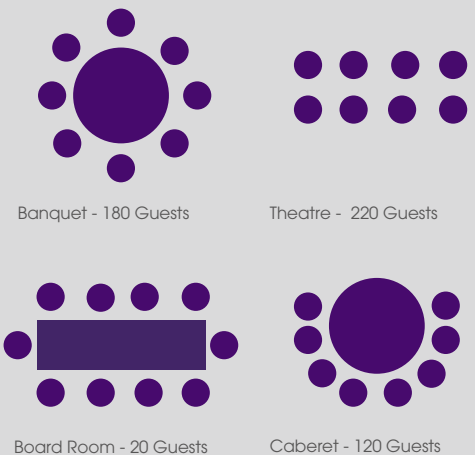 Banquet - 180 Guests
Theatre -  220 Guests
Board Room - 20 Guests
Caberet - 120 Guests